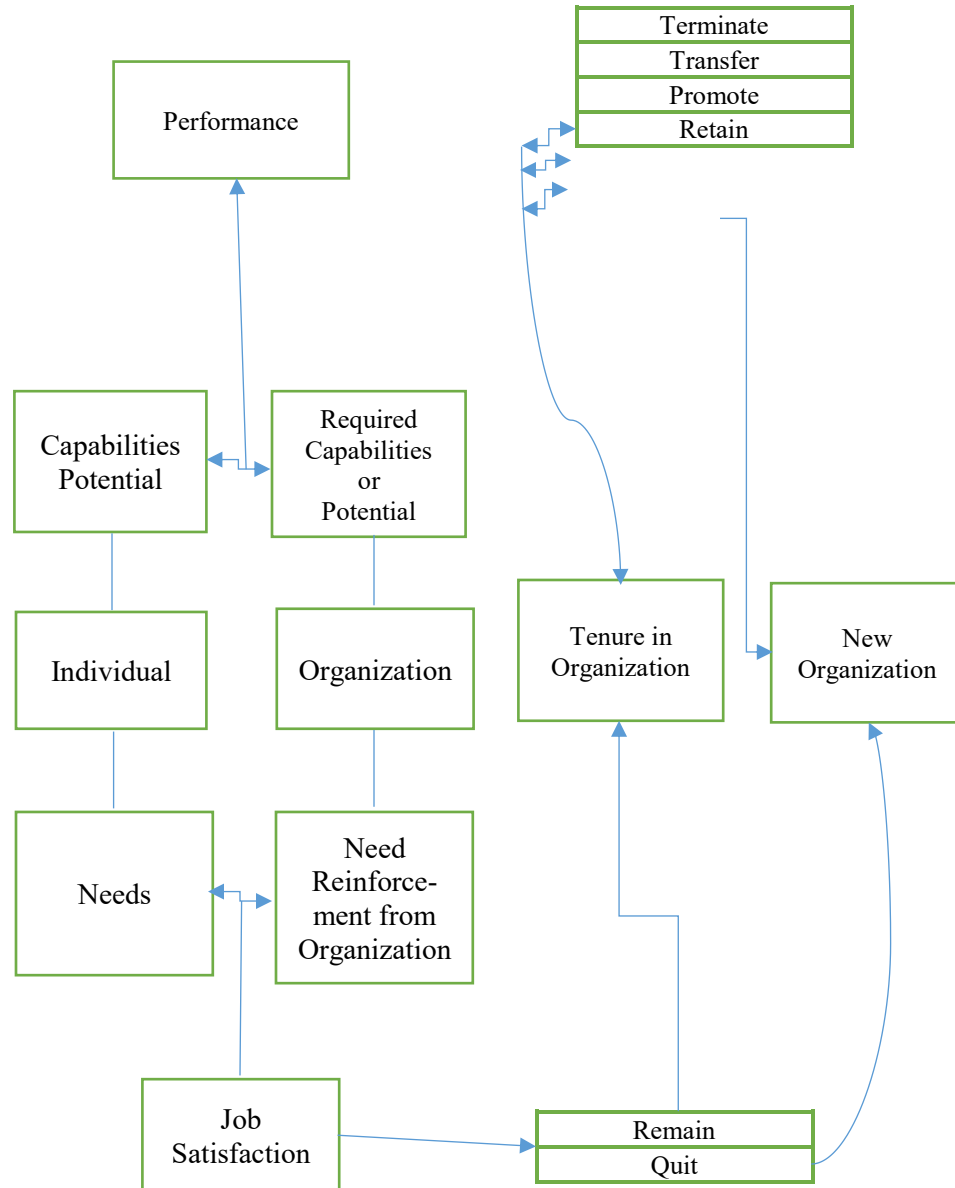 Terminate
Transfer
Promote
Retain
Performance
Capabilities
Potential
Required
Capabilities
or
Potential
Individual
Organization
Tenure in
Organization
New
Organization
Needs
Need
Reinforce-
ment from
Organization
Job
Satisfaction
Remain
Quit